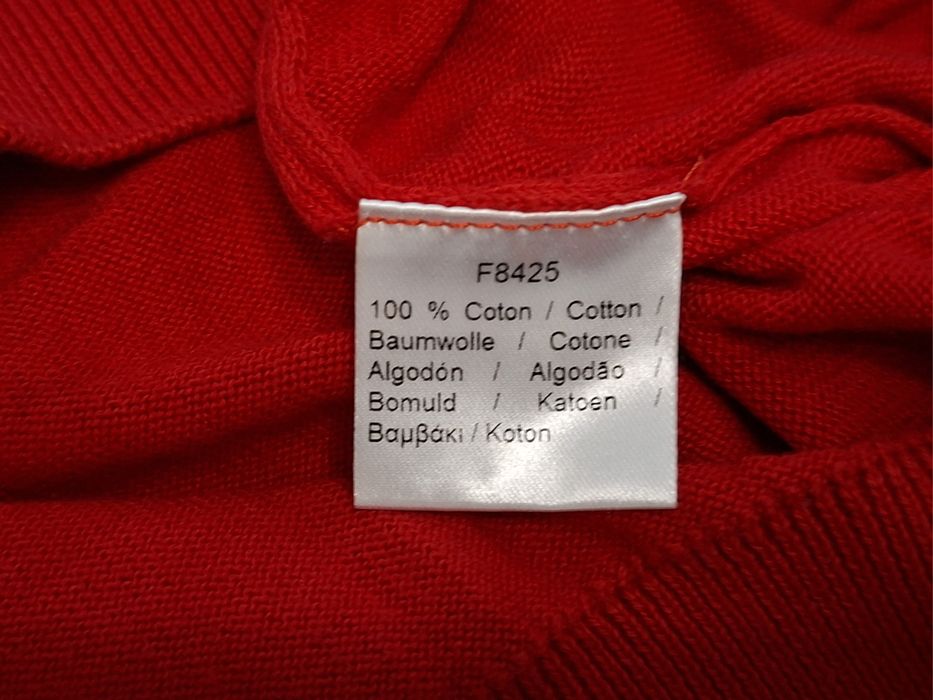 F8425
100 % Coton / Cotton /
Baumwolle / Cotone /
Algodón / Algodão /
Bomuld / Katoen /
Βαμβάκι / Koton